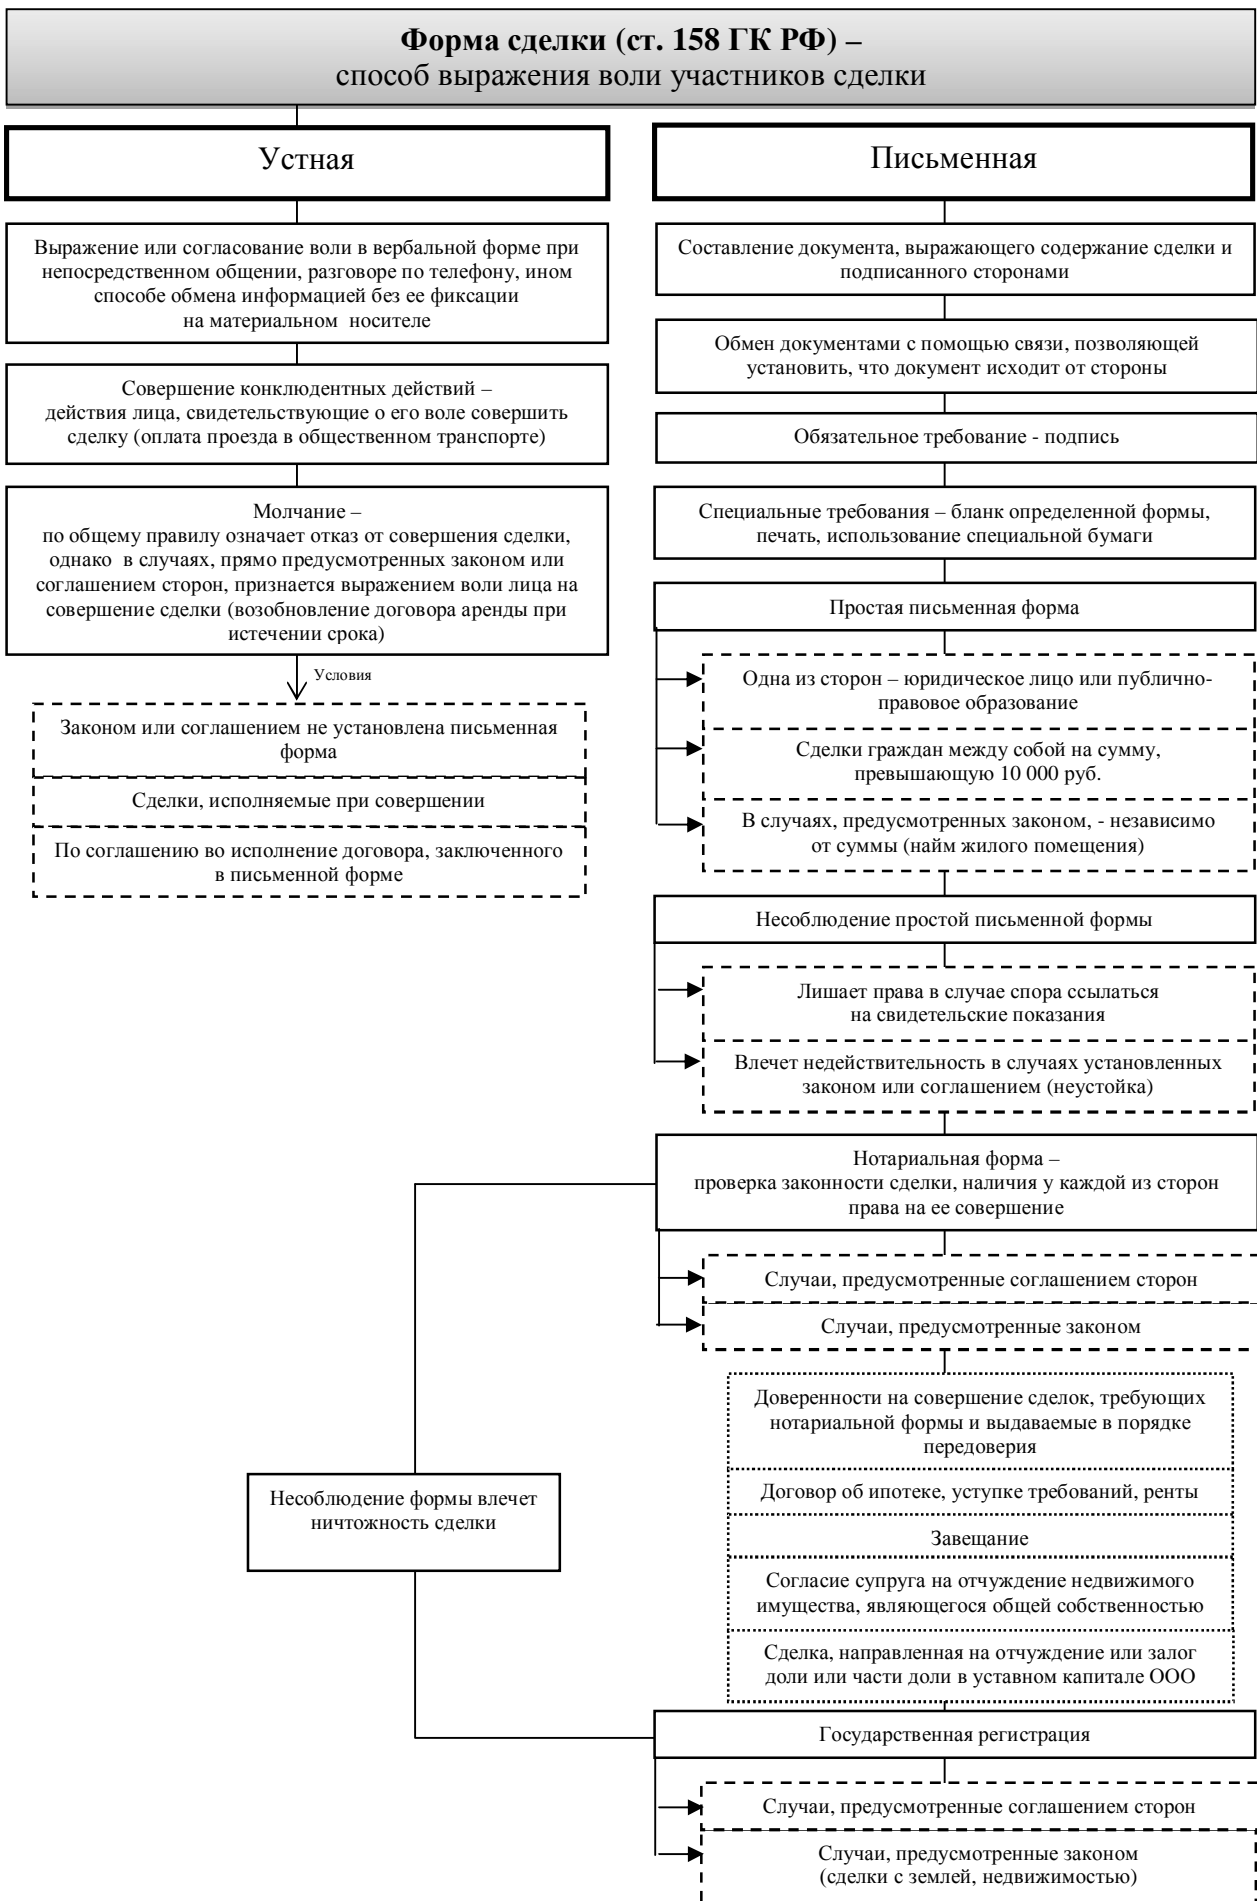 Форма сделки (ст. 158 ГК РФ) –
способ выражения воли участников сделки
Устная
Выражение или согласование воли в вербальной форме при
непосредственном общении, разговоре по телефону, ином
способе обмена информацией без ее фиксации
на материальном носителе
Совершение конклюдентных действий –
действия лица, свидетельствующие о его воле совершить
сделку (оплата проезда в общественном транспорте)
Молчание –
по общему правилу означает отказ от совершения сделки,
однако в случаях, прямо предусмотренных законом или
соглашением сторон, признается выражением воли лица на
совершение сделки (возобновление договора аренды при
истечении срока)
Условия
Законом или соглашением не установлена письменная
форма
Сделки, исполняемые при совершении
По соглашению во исполнение договора, заключенного
в письменной форме
Письменная
Составление документа, выражающего содержание сделки и
подписанного сторонами
Обмен документами с помощью связи, позволяющей
установить, что документ исходит от стороны
Обязательное требование - подпись
Специальные требования – бланк определенной формы,
печать, использование специальной бумаги
Простая письменная форма
Одна из сторон – юридическое лицо или публично-
правовое образование
Сделки граждан между собой на сумму,
превышающую 10 000 руб.
В случаях, предусмотренных законом, - независимо
от суммы (найм жилого помещения)
Несоблюдение простой письменной формы
Лишает права в случае спора ссылаться
на свидетельские показания
Влечет недействительность в случаях установленных
законом или соглашением (неустойка)
Нотариальная форма –
проверка законности сделки, наличия у каждой из сторон
права на ее совершение
Случаи, предусмотренные соглашением сторон
Случаи, предусмотренные законом
Доверенности на совершение сделок, требующих
нотариальной формы и выдаваемые в порядке
передоверия
Договор об ипотеке, уступке требований, ренты
Завещание
Согласие супруга на отчуждение недвижимого
имущества, являющегося общей собственностью
Сделка, направленная на отчуждение или залог
доли или части доли в уставном капитале ООО
Несоблюдение формы влечет
ничтожность сделки
Государственная регистрация
Случаи, предусмотренные соглашением сторон
Случаи, предусмотренные законом
(сделки с землей, недвижимостью)